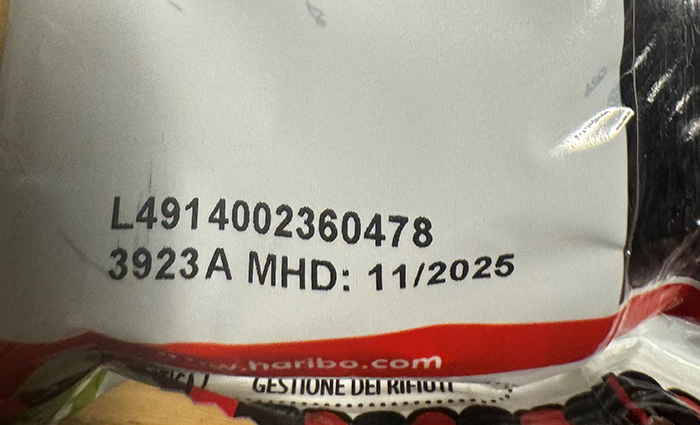 L4914002360478
3923A MHD: 11/2025
www.haribo.com
GESTIONE DEI RIFIUTI